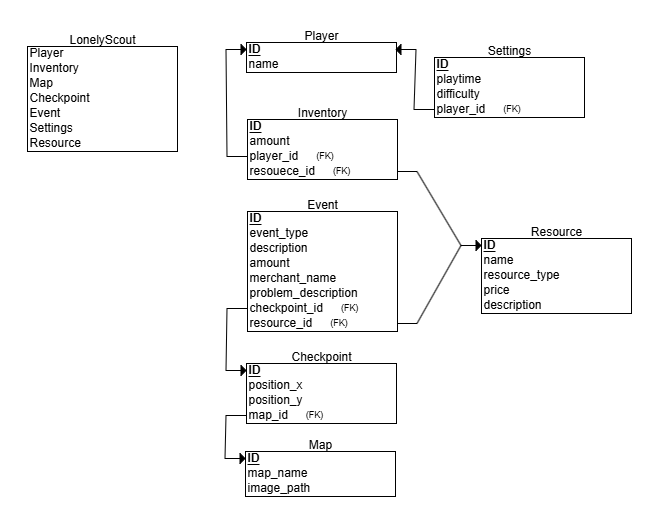 LonelyScout
Player
Inventory
Map
Checkpoint
Event
Settings
Resource
Player
ID
name
Settings
ID
playtime
difficulty
player_id (FK)
Inventory
ID
amount
player_id (FK)
resouece_id (FK)
Event
ID
event_type
description
amount
merchant_name
problem_description
checkpoint_id (FK)
resource_id (FK)
Resource
ID
name
resource_type
price
description
Checkpoint
ID
position_x
position_y
map_id (FK)
Map
ID
map_name
image_path